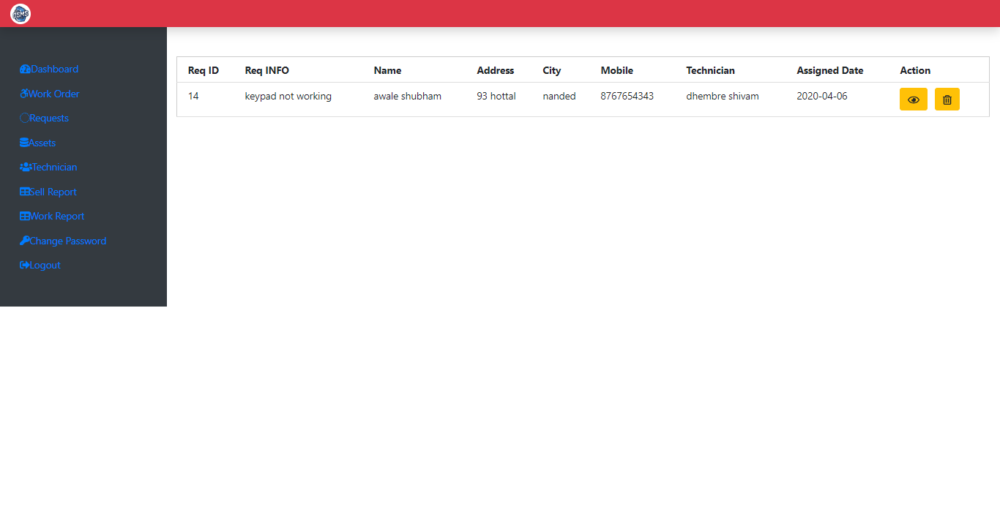 OSMS
Dashboard
Work Order
Requests
Assets
Technician
Sell Report
Work Report
Change Password
Logout
Req ID Req INFO Name Address City Mobile Technician Assigned Date Action
14 keypad not working awale shubham 93 hottal nanded 8767654343 dhembre shivam 2020-04-06